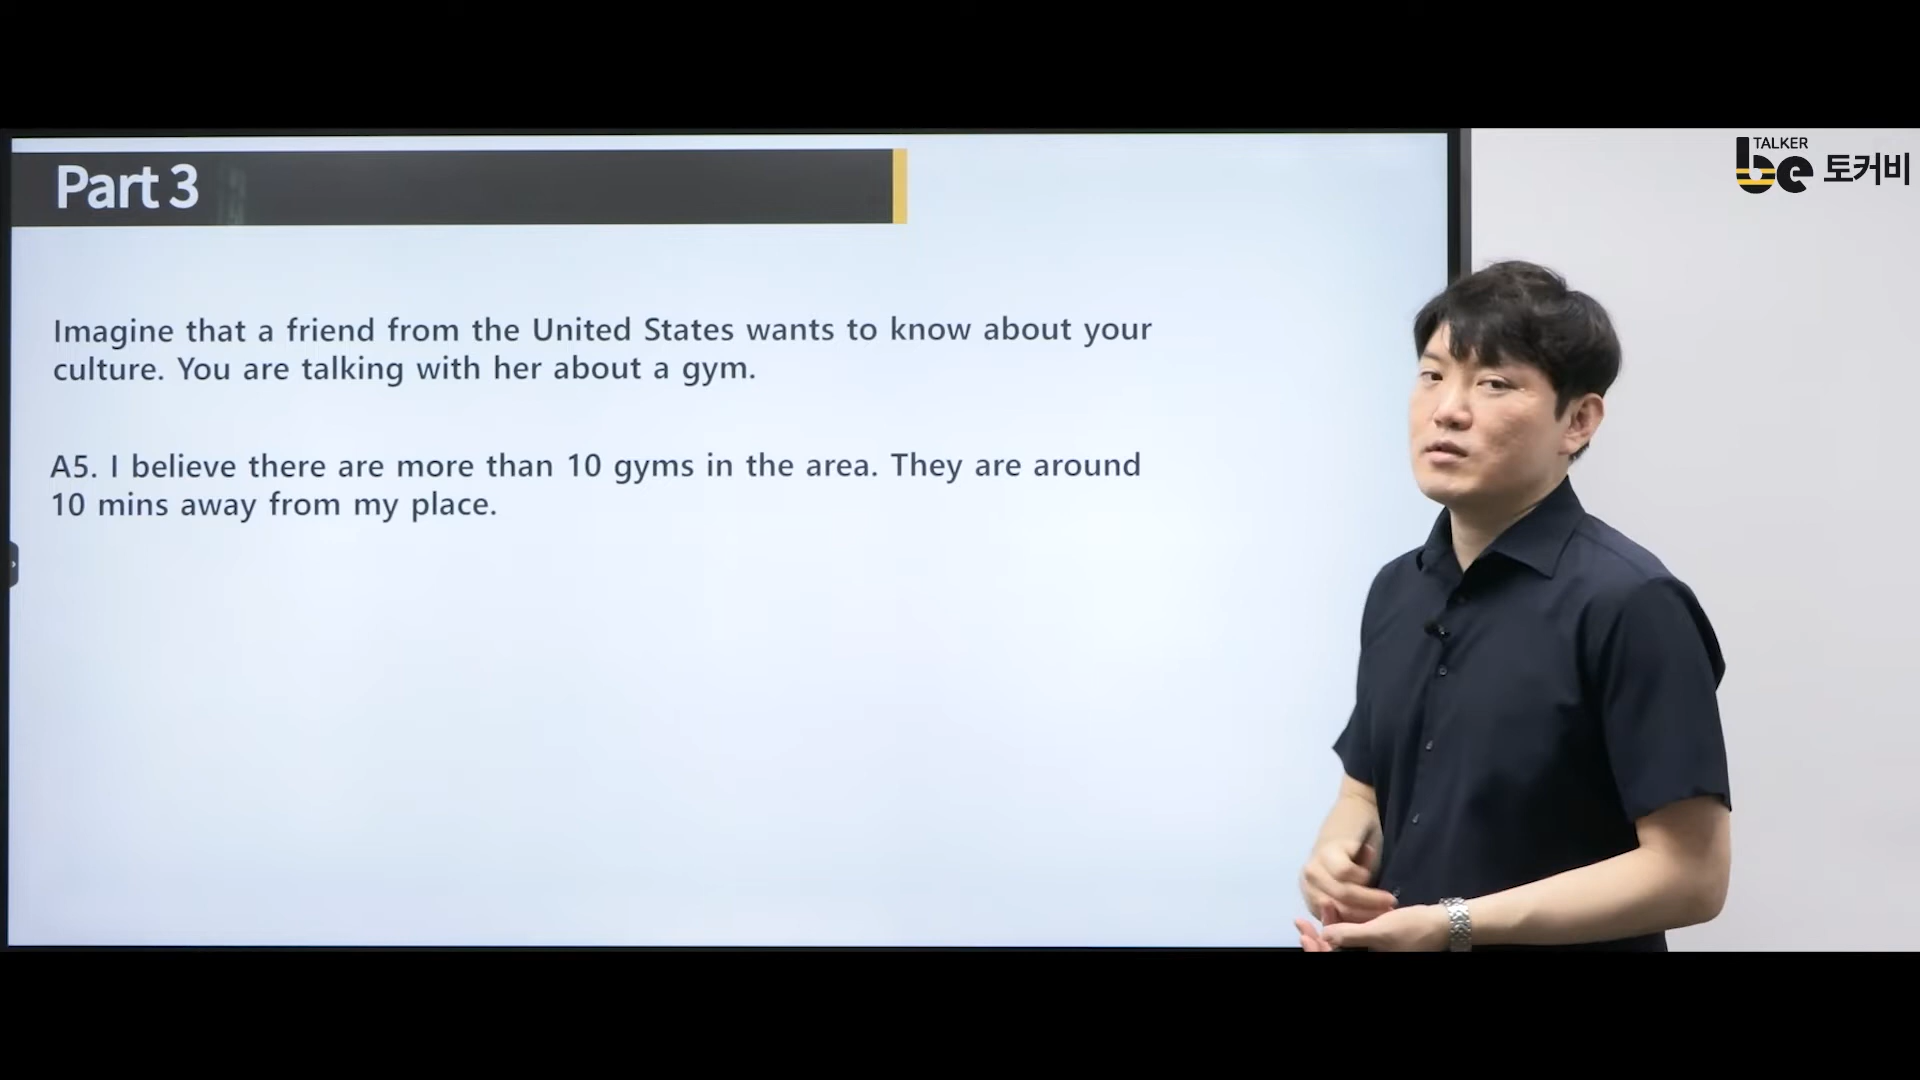 TALKER
be 토커비
Part 3
Imagine that a friend from the United States wants to know about your
culture. You are talking with her about a gym.
A5. I believe there are more than 10 gyms in the area. They are around
10 mins away from my place.